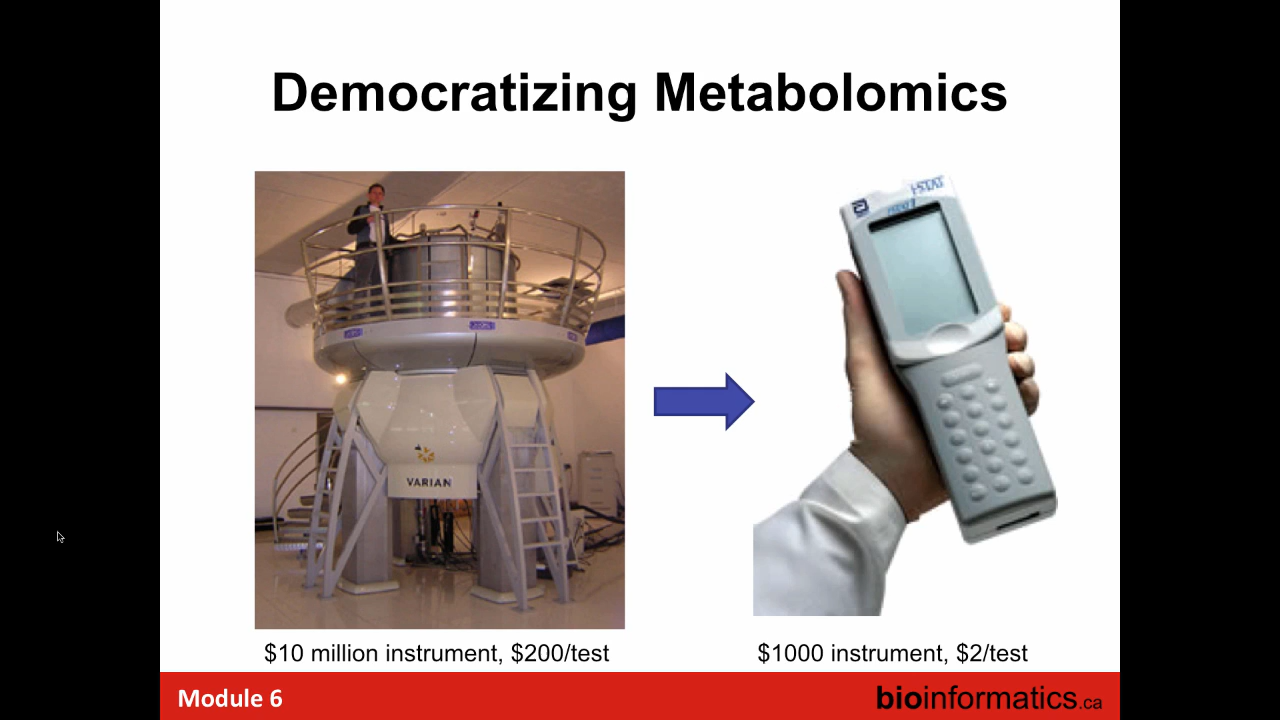 Democratizing Metabolomics
i-STAT
VARIAN
$10 million instrument, $200/test
$1000 instrument, $2/test
Module 6
bioinformatics.ca